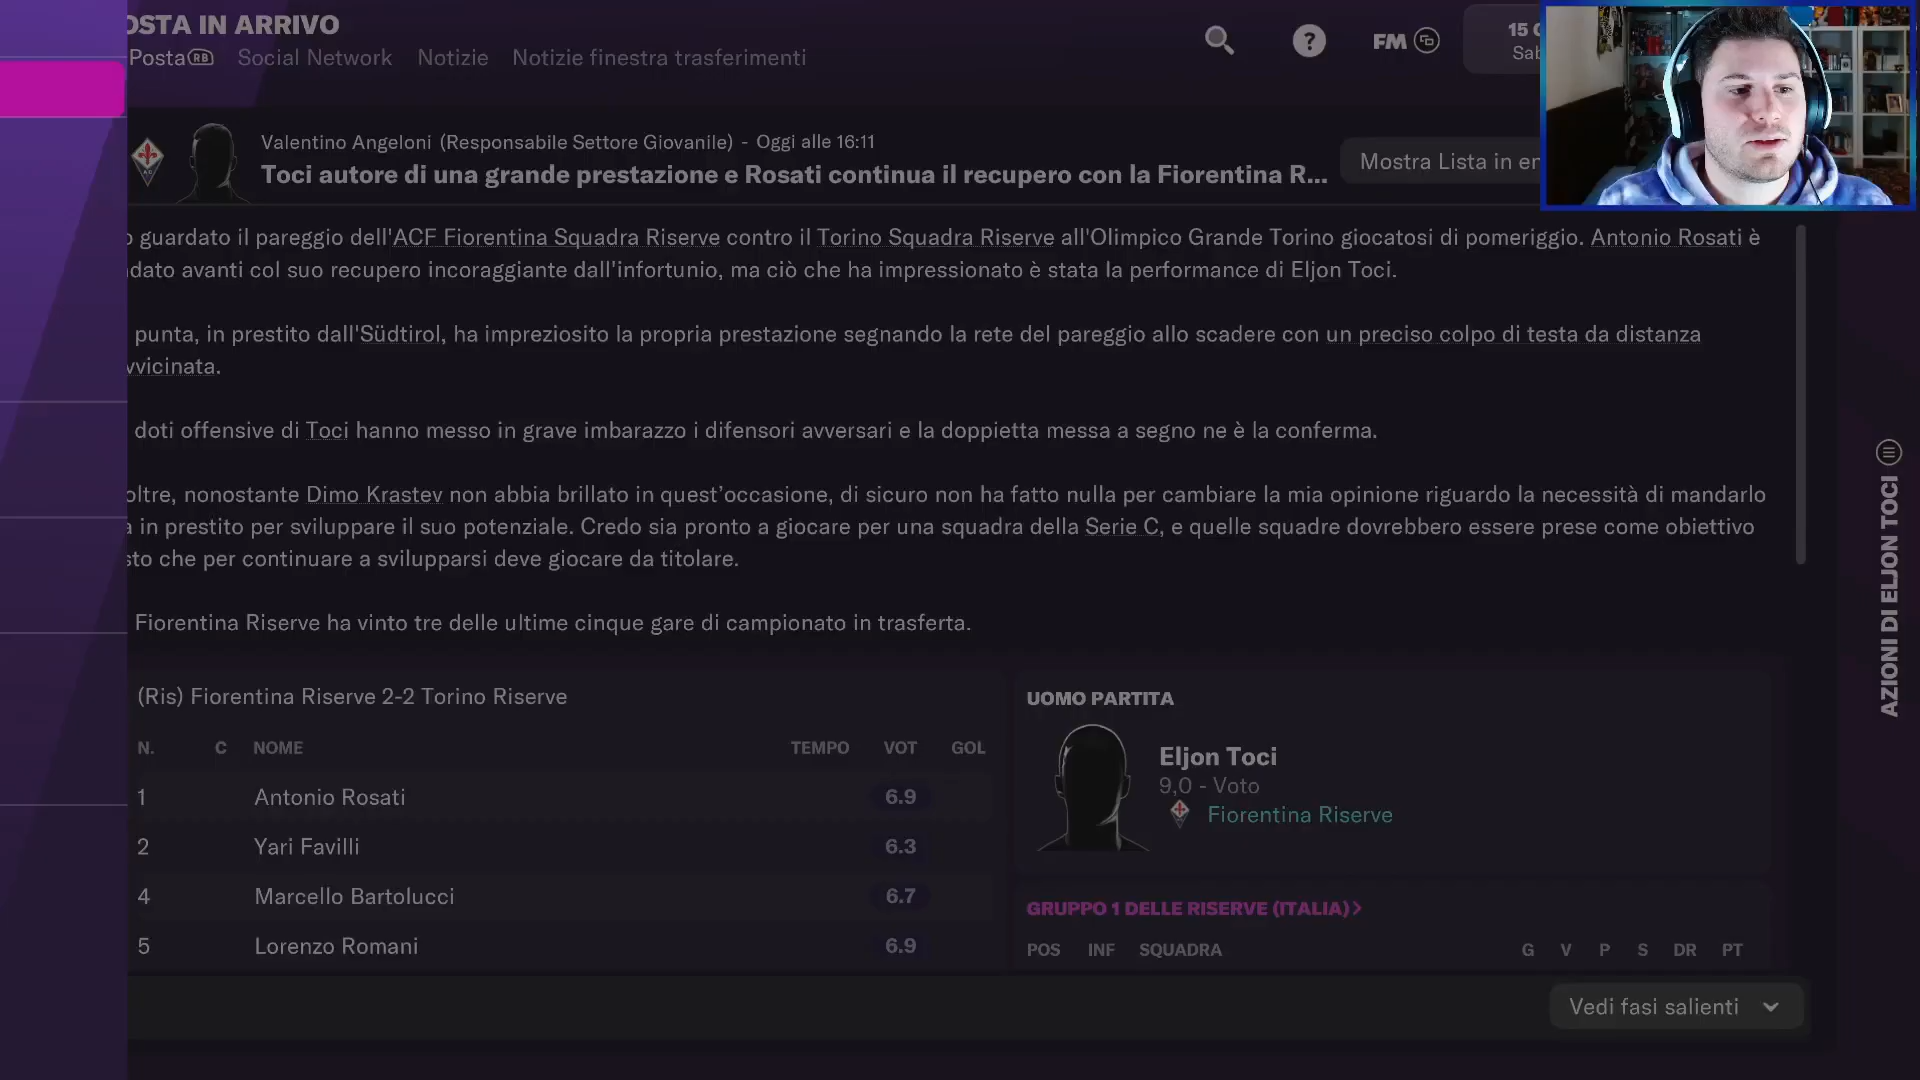 OSTA IN ARRIVO
Posta RB Social Network Notizie Notizie finestra trasferimenti
? FM
15
Valentino Angeloni (Responsabile Settore Giovanile) - Oggi alle 16:11
Toci autore di una grande prestazione e Rosati continua il recupero con la Fiorentina R...
Mostra Lista in
guardato il pareggio dell'ACF Fiorentina Squadra Riserve contro il Torino Squadra Riserve all'Olimpico Grande Torino giocatosi di pomeriggio. Antonio Rosati è
dato avanti col suo recupero incoraggiante dall'infortunio, ma ciò che ha impressionato è stata la performance di Eljon Toci.
punta, in prestito dall'Südtirol, ha impreziosito la propria prestazione segnando la rete del pareggio allo scadere con un preciso colpo di testa da distanza
vvicinata.
doti offensive di Toci hanno messo in grave imbarazzo i difensori avversari e la doppietta messa a segno ne è la conferma.
oltre, nonostante Dimo Krastev non abbia brillato in quest'occasione, di sicuro non ha fatto nulla per cambiare la mia opinione riguardo la necessità di mandarlo
in prestito per sviluppare il suo potenziale. Credo sia pronto a giocare per una squadra della Serie C, e quelle squadre dovrebbero essere prese come obiettivo
sto che per continuare a svilupparsi deve giocare da titolare.
Fiorentina Riserve ha vinto tre delle ultime cinque gare di campionato in trasferta.
(Ris) Fiorentina Riserve 2-2 Torino Riserve
N. C NOME TEMPO VOT GOL
1 Antonio Rosati 6.9
2 Yari Favilli 6.3
4 Marcello Bartolucci 6.7
5 Lorenzo Romani 6.9
UOMO PARTITA
Eljon Toci
9,0 - Voto
Fiorentina Riserve
GRUPPO 1 DELLE RISERVE (ITALIA)>
POS INF SQUADRA G V P S DR PT
Vedi fasi salienti
AZIONI DI ELJON TOCI